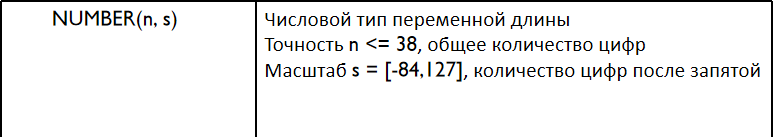 NUMBER(n, s)
Числовой тип переменной длины
Точность n <= 38, общее количество цифр
Масштаб s = [-84,127], количество цифр после запятой